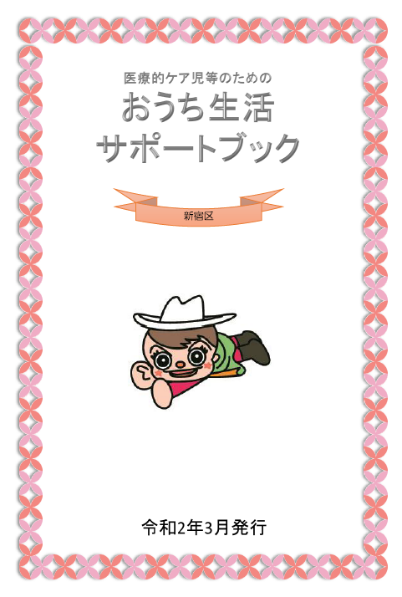 医療的ケア児等のための
おうち生活
サポートブック
新宿区
令和2年3月発行